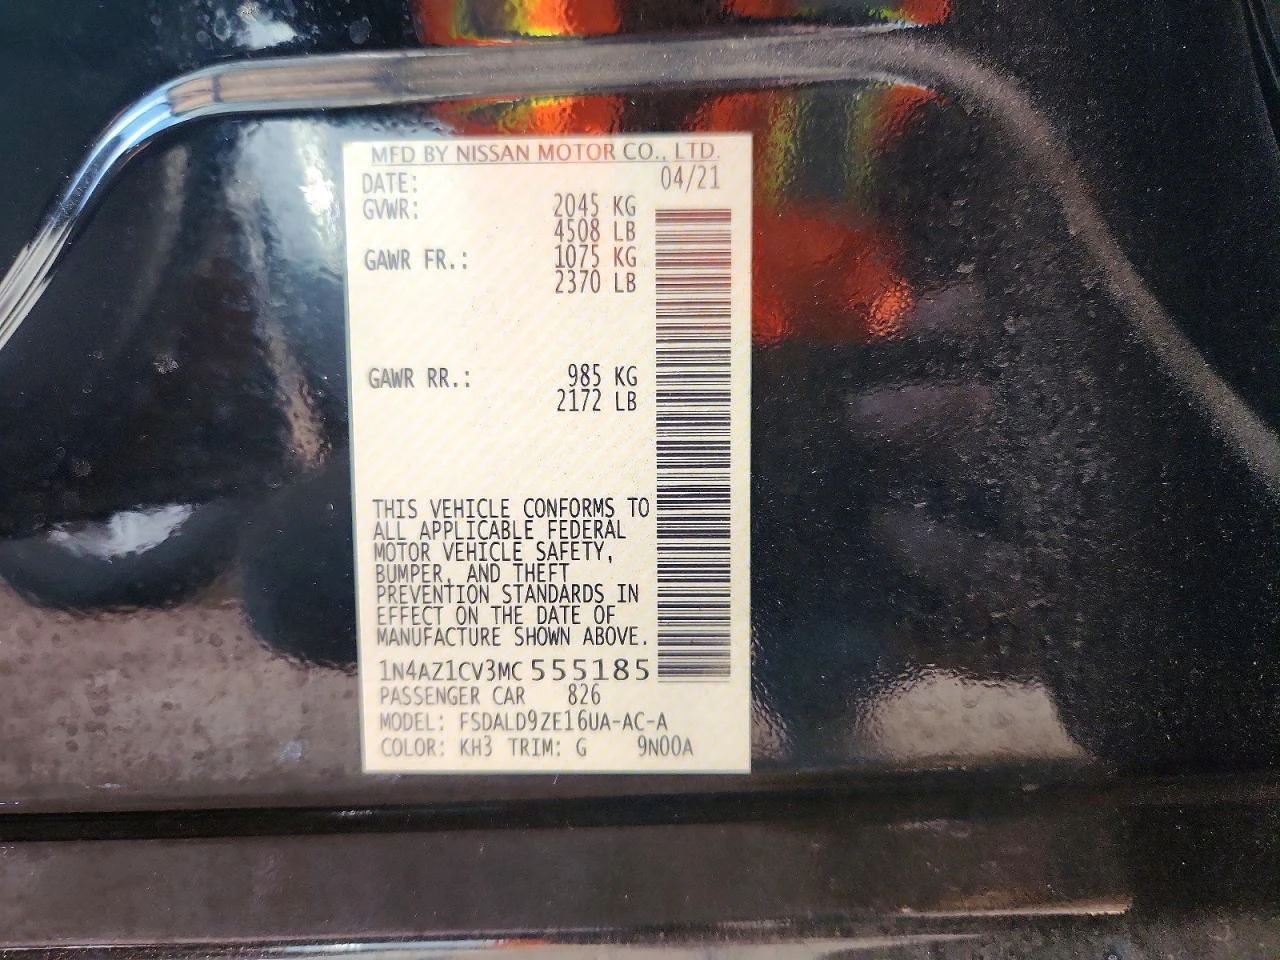 MFD BY NISSAN MOTOR CO., LTD.
DATE: 04/21
GVWR: 2045 KG
4508 LB
GAWR FR.: 1075 KG
2370 LB
GAWR RR.: 985 KG
2172 LB
THIS VEHICLE CONFORMS TO
ALL APPLICABLE FEDERAL
MOTOR VEHICLE SAFETY,
BUMPER, AND THEFT
PREVENTION STANDARDS IN
EFFECT ON THE DATE OF
MANUFACTURE SHOWN ABOVE.
1N4AZ1CV3MC555185
PASSENGER CAR 826
MODEL: FSDALD9ZE16UA-AC-A
COLOR: KH3 TRIM: G 9N00A